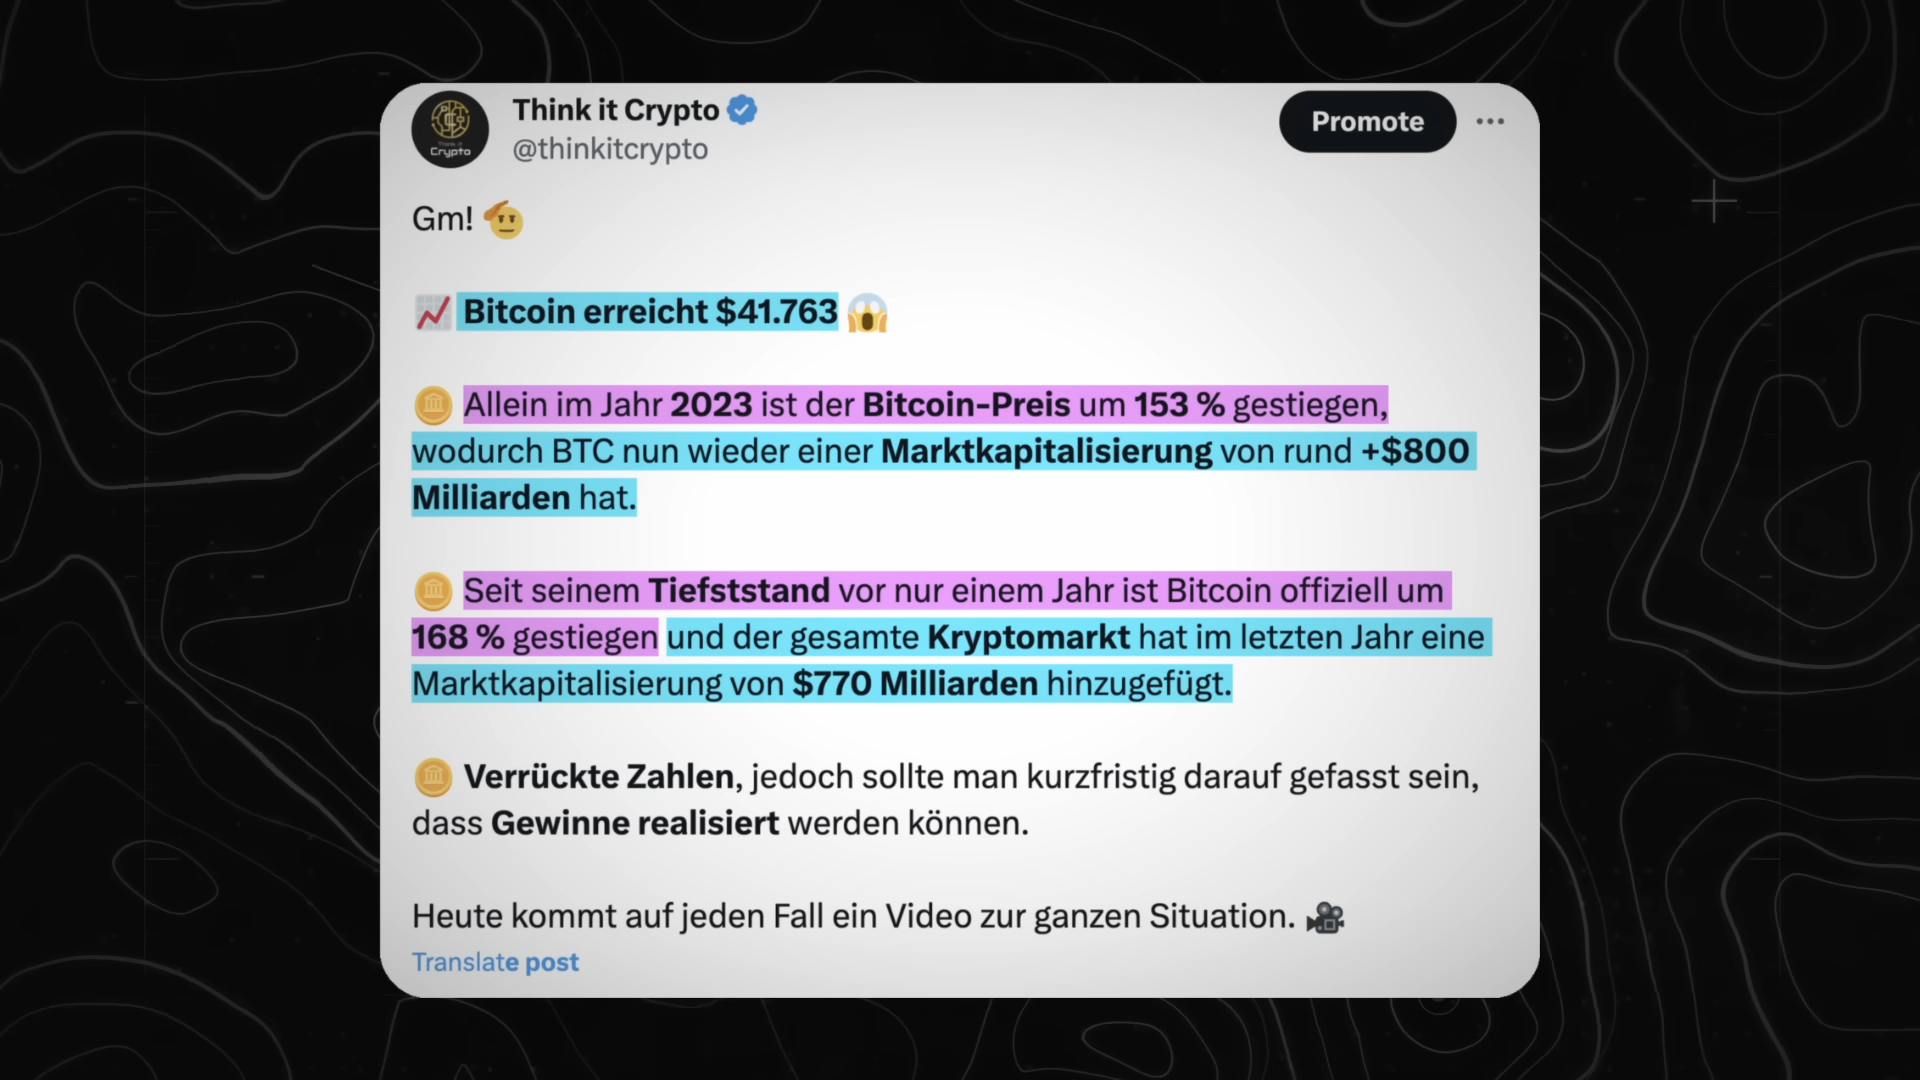 Think it Crypto
Think it
Crypto
@thinkitcrypto
Promote
Gm!
Bitcoin erreicht $41.763
Allein im Jahr 2023 ist der Bitcoin-Preis um 153 % gestiegen,
wodurch BTC nun wieder einer Marktkapitalisierung von rund +$800
Milliarden hat.
Seit seinem Tiefststand vor nur einem Jahr ist Bitcoin offiziell um
168 % gestiegen und der gesamte Kryptomarkt hat im letzten Jahr eine
Marktkapitalisierung von $770 Milliarden hinzugefügt.
Verrückte Zahlen, jedoch sollte man kurzfristig darauf gefasst sein,
dass Gewinne realisiert werden können.
Heute kommt auf jeden Fall ein Video zur ganzen Situation.
Translate post